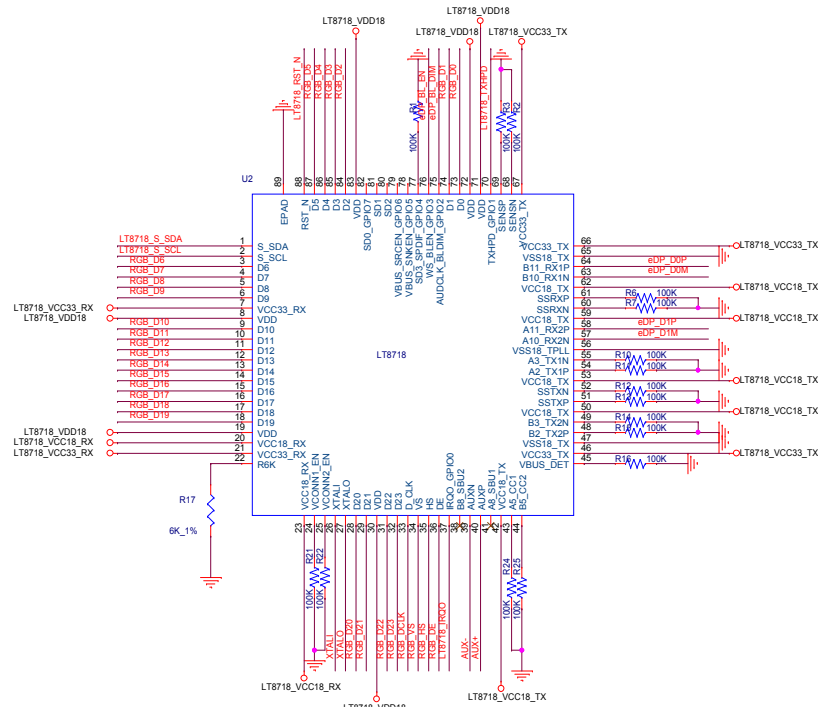 LT8718_VDD18
LT8718_VDD18
LT8718_VCC33_TX
LT8718_RST_N
RGB_D5
RGB_D4
RGB_D3
RGB_D2
eDP_BL_EN
eDP_BL_DIM
RGB_D1
RGB_D0
LT8718_TXHPD
R1
100K
R3
100K
R2
100K
U2
89
88
87
86
85
84
83
82
81
80
79
78
77
76
75
74
73
72
71
70
69
68
67
EPAD
RST_N
D5
D4
D3
D2
VDD
SD0_GPIO7
SD1
SD2
VBUS_SRCEN_GPIO6
VBUS_SNKEN_GPIO5
SD3_SPDIF_GPIO4
WS_BLEN_GPIO3
AUDCLK_BLDIM_GPIO2
D1
D0
VDD
VDD
TXHPD_GPIO1
SENSP
SENSN
VCC33_TX
LT8718_S_SDA 1 S_SDA
LT8718_S_SCL 2 S_SCL
RGB_D6 3 D6
RGB_D7 4 D7
RGB_D8 5 D8
RGB_D9 6 D9
LT8718_VCC33_RX 7 VCC33_RX
LT8718_VDD18 8 VDD
RGB_D10 9 D10
RGB_D11 10 D11
RGB_D12 11 D12
RGB_D13 12 D13
RGB_D14 13 D14
RGB_D15 14 D15
RGB_D16 15 D16
RGB_D17 16 D17
RGB_D18 17 D18
RGB_D19 18 D19
LT8718_VDD18 19 VDD
LT8718_VCC18_RX 20 VCC18_RX
LT8718_VCC33_RX 21 VCC33_RX
22 R6K
R17
6K_1%
LT8718
VCC33_TX 66 LT8718_VCC33_TX
VSS18_TX 65
B11_RX1P 64 eDP_D0P
B10_RX1N 63 eDP_D0M
VCC18_TX 62 LT8718_VCC18_TX
SSRXP 61 R6 100K
SSRXN 60 R7 100K
VCC18_TX 59 LT8718_VCC18_TX
A11_RX2P 58 eDP_D1P
A10_RX2N 57 eDP_D1M
VSS18_TPLL 56
A3_TX1N 55 R10 100K
A2_TX1P 54 100K
VCC18_TX 53 LT8718_VCC18_TX
SSTXN 52 R12 100K
SSTXP 51 100K
VCC18_TX 50 LT8718_VCC18_TX
B3_TX2N 49 100K
B2_TX2P 48 100K
VSS18_TX 47
VCC33_TX 46 LT8718_VCC33_TX
VBUS_DET 45 R16 100K
VCC18_RX
VCONN1_EN
VCONN2_EN
XTALI
XTALO
D20
D21
VDD
D22
D23
D_CLK
VS
HS
DE
IRQO_GPIO0
B8_SBU2
AUXN
AUXP
A8_SBU1
VCC18_TX
A5_CC1
B5_CC2
23
24
25
26
27
28
29
30
31
32
33
34
35
36
37
38
39
40
41
42
43
44
R21
100K
R22
100K
XTALI
XTALO
RGB_D20
RGB_D21
RGB_D22
RGB_D23
RGB_DCLK
RGB_VS
RGB_HS
RGB_DE
LT8718_IRQO
AUX-
AUX+
R24
100K
R25
100K
LT8718_VCC18_RX
LT8718_VDD18
LT8718_VCC18_TX